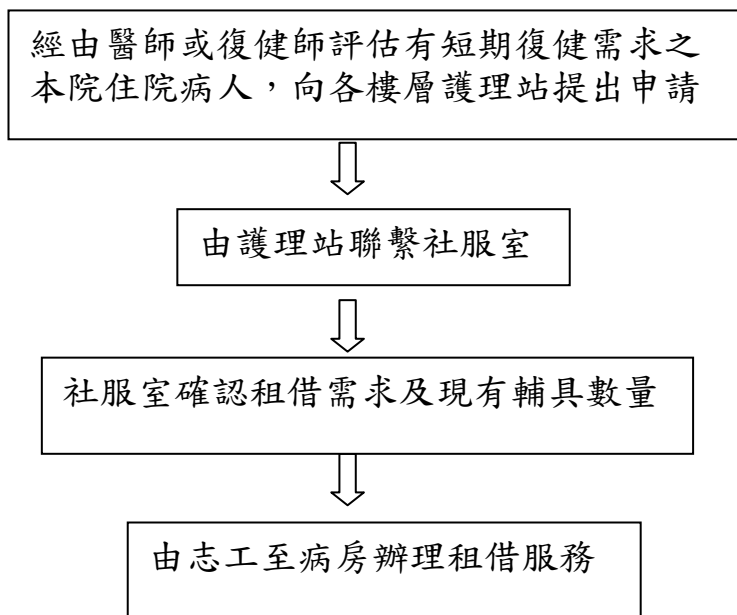 經由醫師或復健師評估有短期復健需求之
本院住院病人，向各樓層護理站提出申請
由護理站聯繫社服室
社服室確認租借需求及現有輔具數量
由志工至病房辦理租借服務